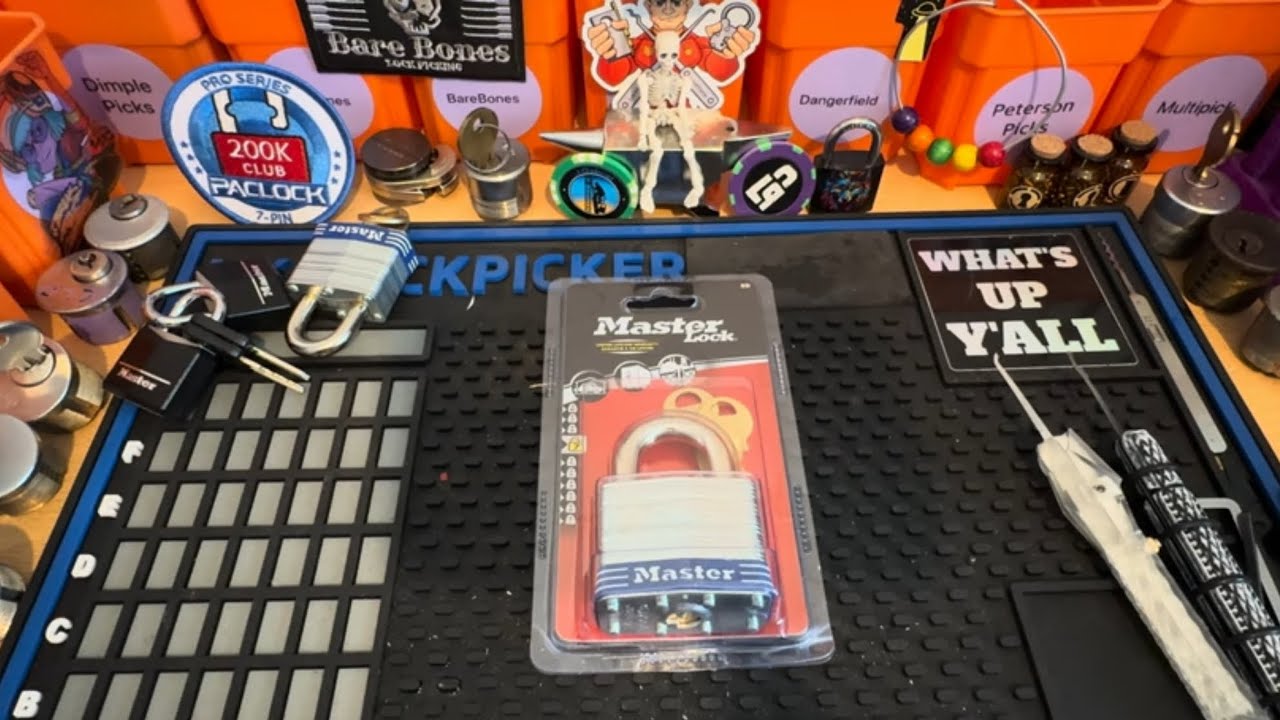 Bare Bones
LOCK PICKING
Dimple
Picks
BareBones
Dangerfield
Peterson
Picks
Multipick
PRO SERIES
200K
CLUB
PACLOCK
7-PIN
Master
CKPICKER
WHAT'S
UP
Y'ALL
Master
Master
Master
Lock
F
E
D
C
B
Master